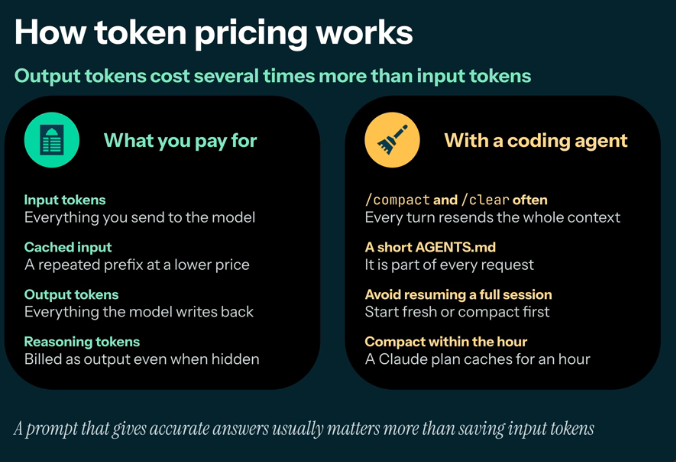 How token pricing works
Output tokens cost several times more than input tokens
What you pay for
Input tokens
Everything you send to the model
Cached input
A repeated prefix at a lower price
Output tokens
Everything the model writes back
Reasoning tokens
Billed as output even when hidden
With a coding agent
/compact and /clear often
Every turn resends the whole context
A short AGENTS.md
It is part of every request
Avoid resuming a full session
Start fresh or compact first
Compact within the hour
A Claude plan caches for an hour
A prompt that gives accurate answers usually matters more than saving input tokens